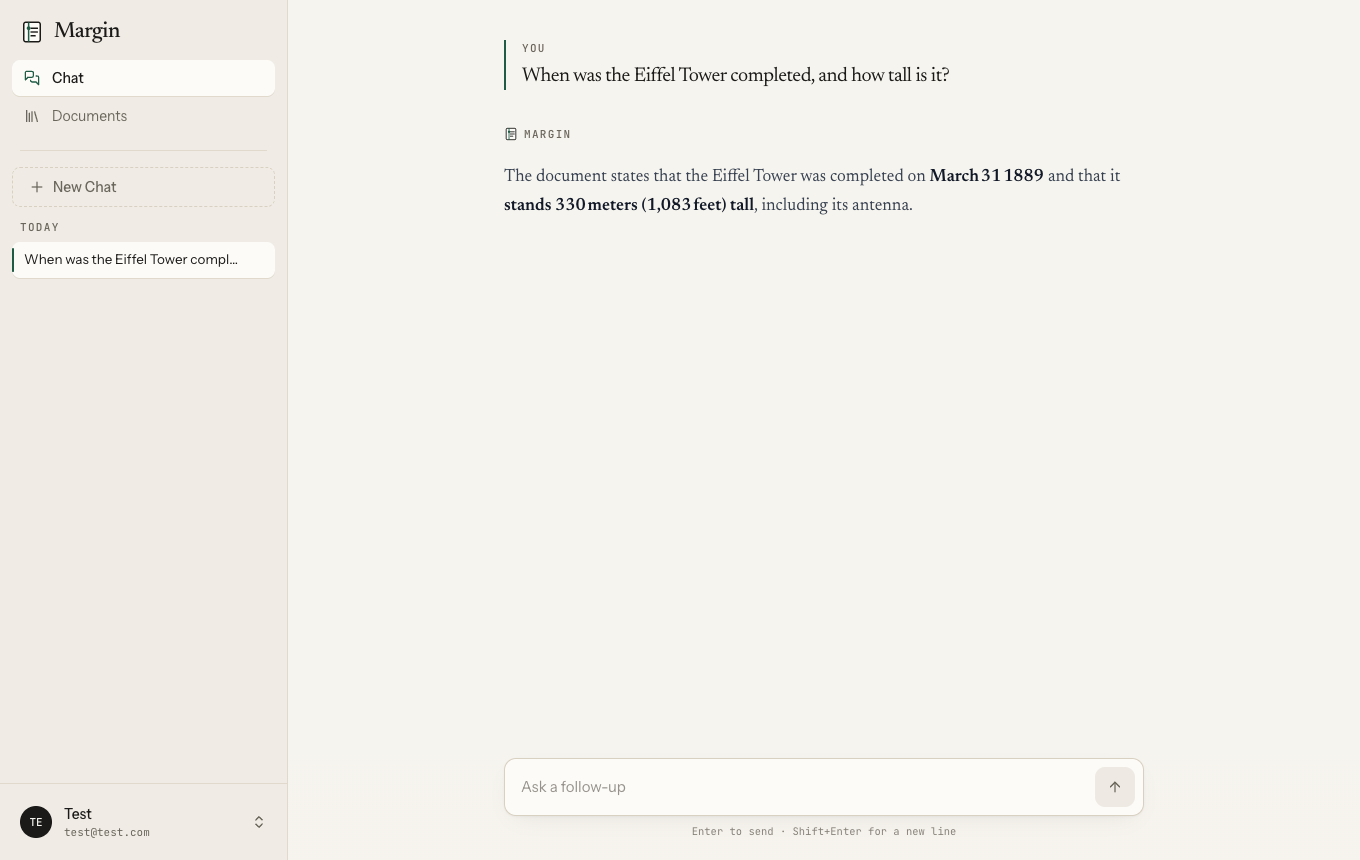 Margin
Chat
Documents
New Chat
TODAY
When was the Eiffel Tower compl...
TE
Test
test@test.com
YOU
When was the Eiffel Tower completed, and how tall is it?
MARGIN
The document states that the Eiffel Tower was completed on March 31 1889 and that it
stands 330 meters (1,083 feet) tall, including its antenna.
Ask a follow-up
Enter to send · Shift+Enter for a new line